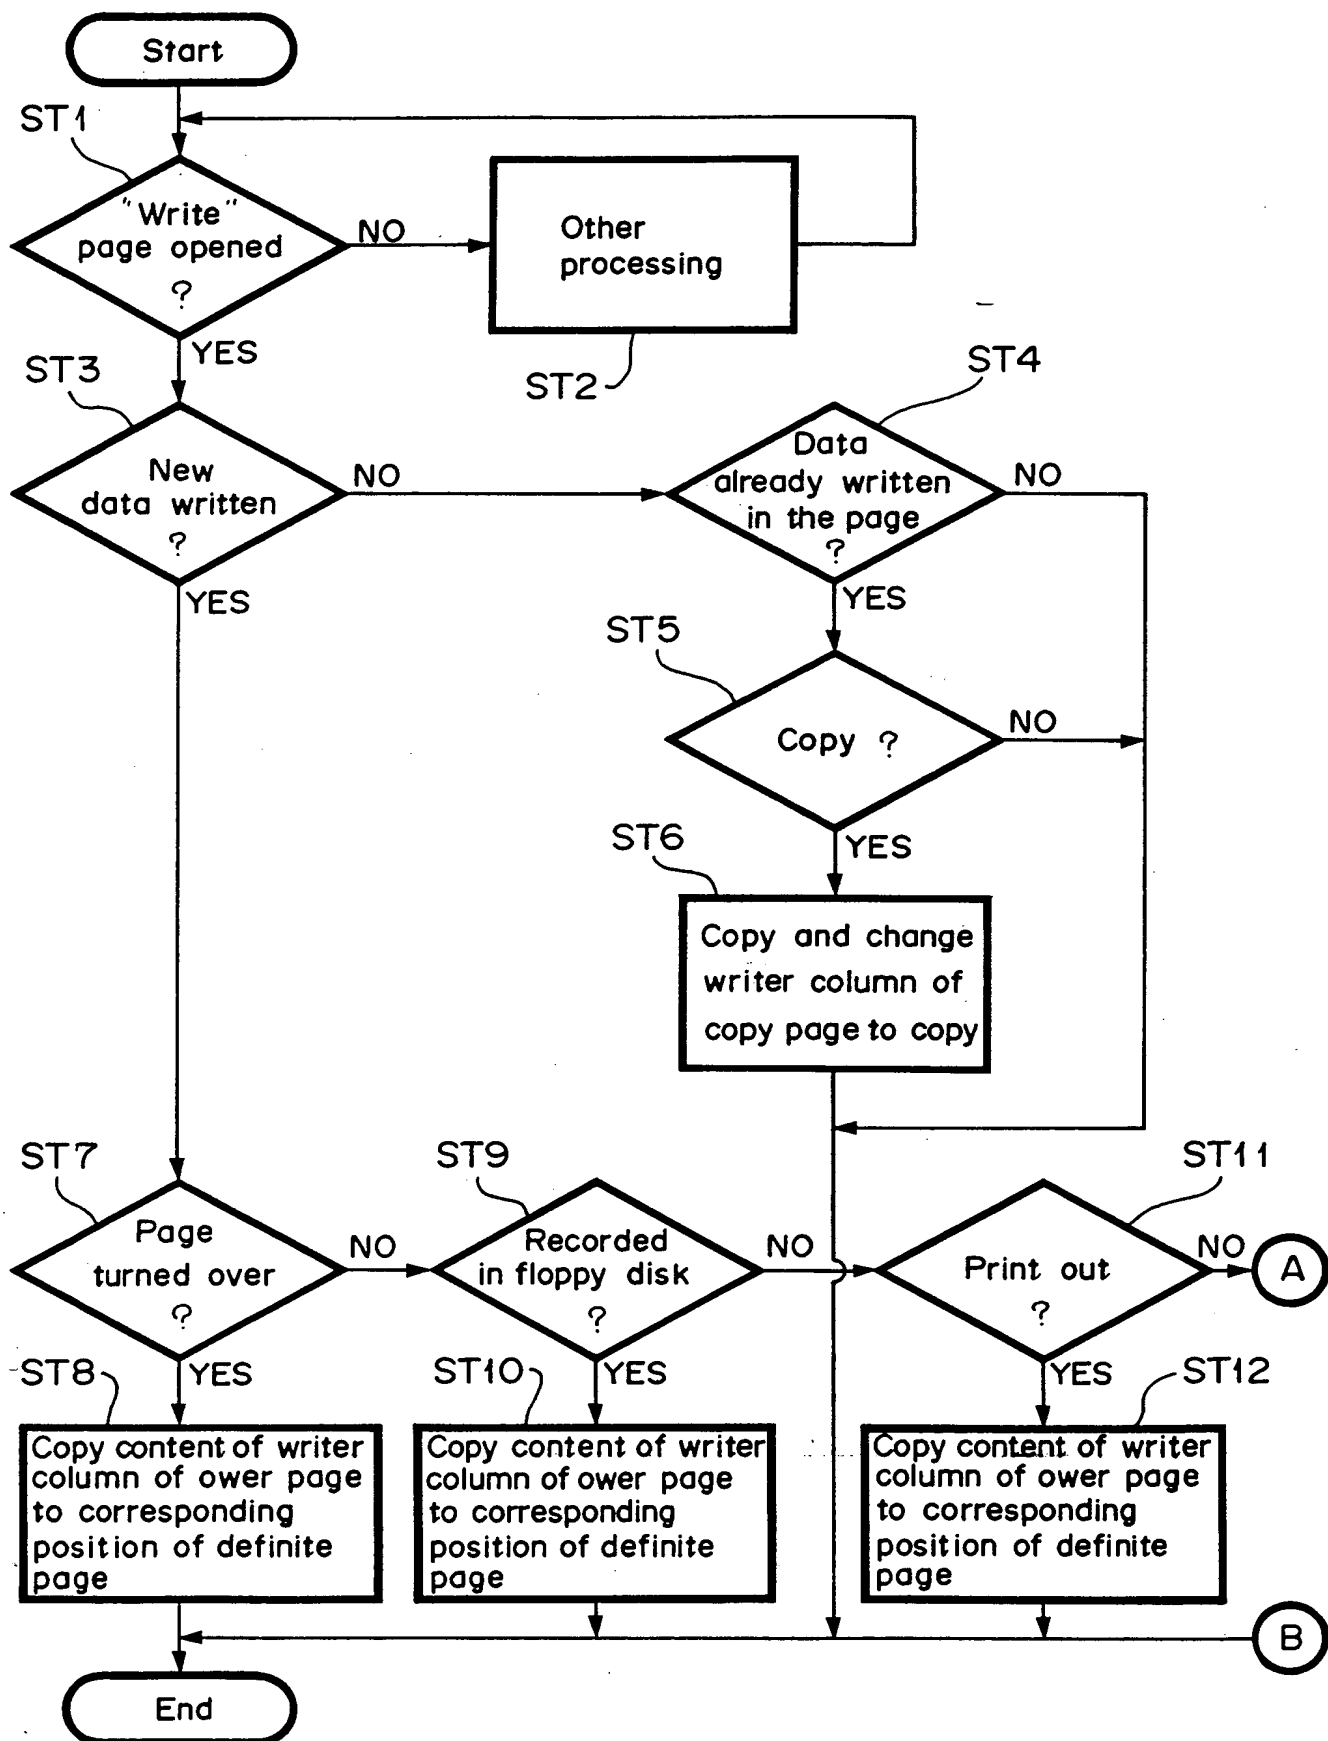 Start
ST1
"Write"
page opened
?
NO
Other
processing
ST2
YES
ST3
New
data written
?
NO
ST4
Data
already written
in the page
?
NO
YES
YES
ST5
Copy ?
NO
YES
ST6
Copy and change
writer column of
copy page to copy
ST7
Page
turned over
?
NO
ST9
Recorded
in floppy disk
?
NO
ST11
Print out
?
NO
A
YES
ST8
Copy content of writer
column of ower page
to corresponding
position of definite
page
YES
ST10
Copy content of writer
column of ower page
to corresponding
position of definite
page
YES
ST12
Copy content of writer
column of ower page
to corresponding
position of definite
page
B
End